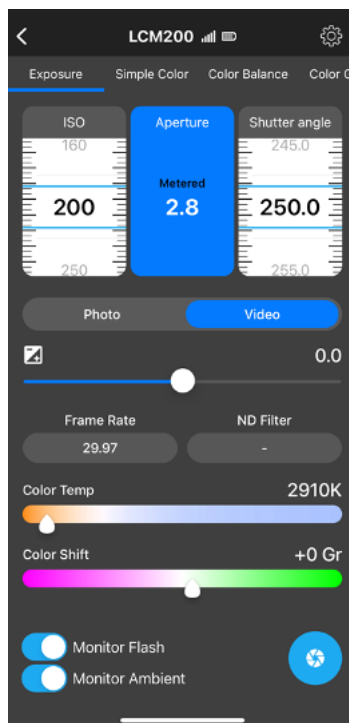 LCM200
Exposure Simple Color Color Balance Color C
ISO Aperture Shutter angle
160 245.0
Metered
200 2.8 250.0
250 255.0
Photo Video
0.0
Frame Rate ND Filter
29.97 -
Color Temp 2910K
Color Shift +0 Gr
Monitor Flash
Monitor Ambient